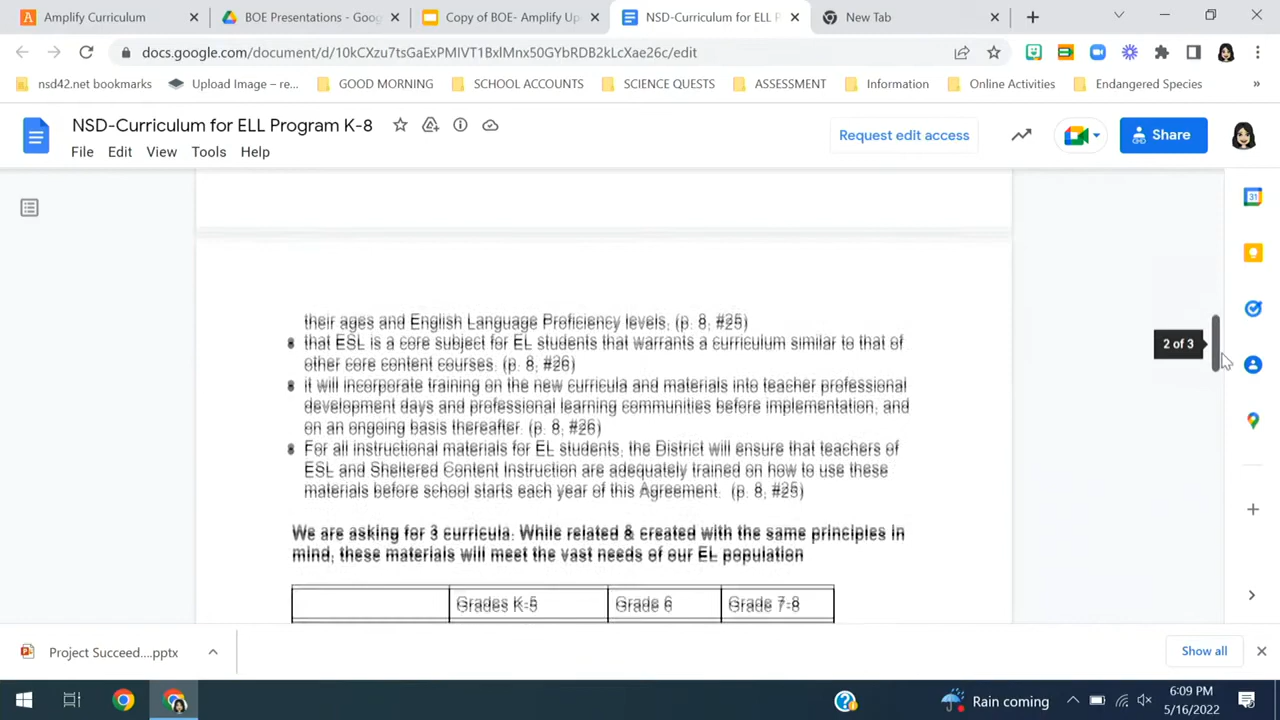 Amplify Curriculum
BOE Presentations - Goog
Copy of BOE- Amplify Up
NSD-Curriculum for ELL P
New Tab
docs.google.com/document/d/10kCXzu7tsGaExPMIVT1BxlMnx50GYbRDB2kLcXae26c/edit
nsd42.net bookmarks
Upload Image – re...
GOOD MORNING
SCHOOL ACCOUNTS
SCIENCE QUESTS
ASSESSMENT
Information
Online Activities
Endangered Species
»
NSD-Curriculum for ELL Program K-8
Request edit access
Share
File Edit View Tools Help
31
their ages and English Language Proficiency levels, (p. 8, #25)
that ESL is a core subject for EL students that warrants a curriculum similar to that of
other core content courses. (p. 8, #26)
it will incorporate training on the new curricula and materials into teacher professional
development days and professional learning communities before implementation, and
on an ongoing basis thereafter. (p. 8, #26)
For all instructional materials for EL students, the District will ensure that teachers of
ESL and Sheltered Content Instruction are adequately trained on how to use these
materials before school starts each year of this Agreement. (p. 8, #25)
We are asking for 3 curricula. While related & created with the same principles in
mind, these materials will meet the vast needs of our EL population
Grades K-5 Grade 6 Grade 7-8
2 of 3
Project Succeed....pptx
Show all
Rain coming
6:09 PM
5/16/2022